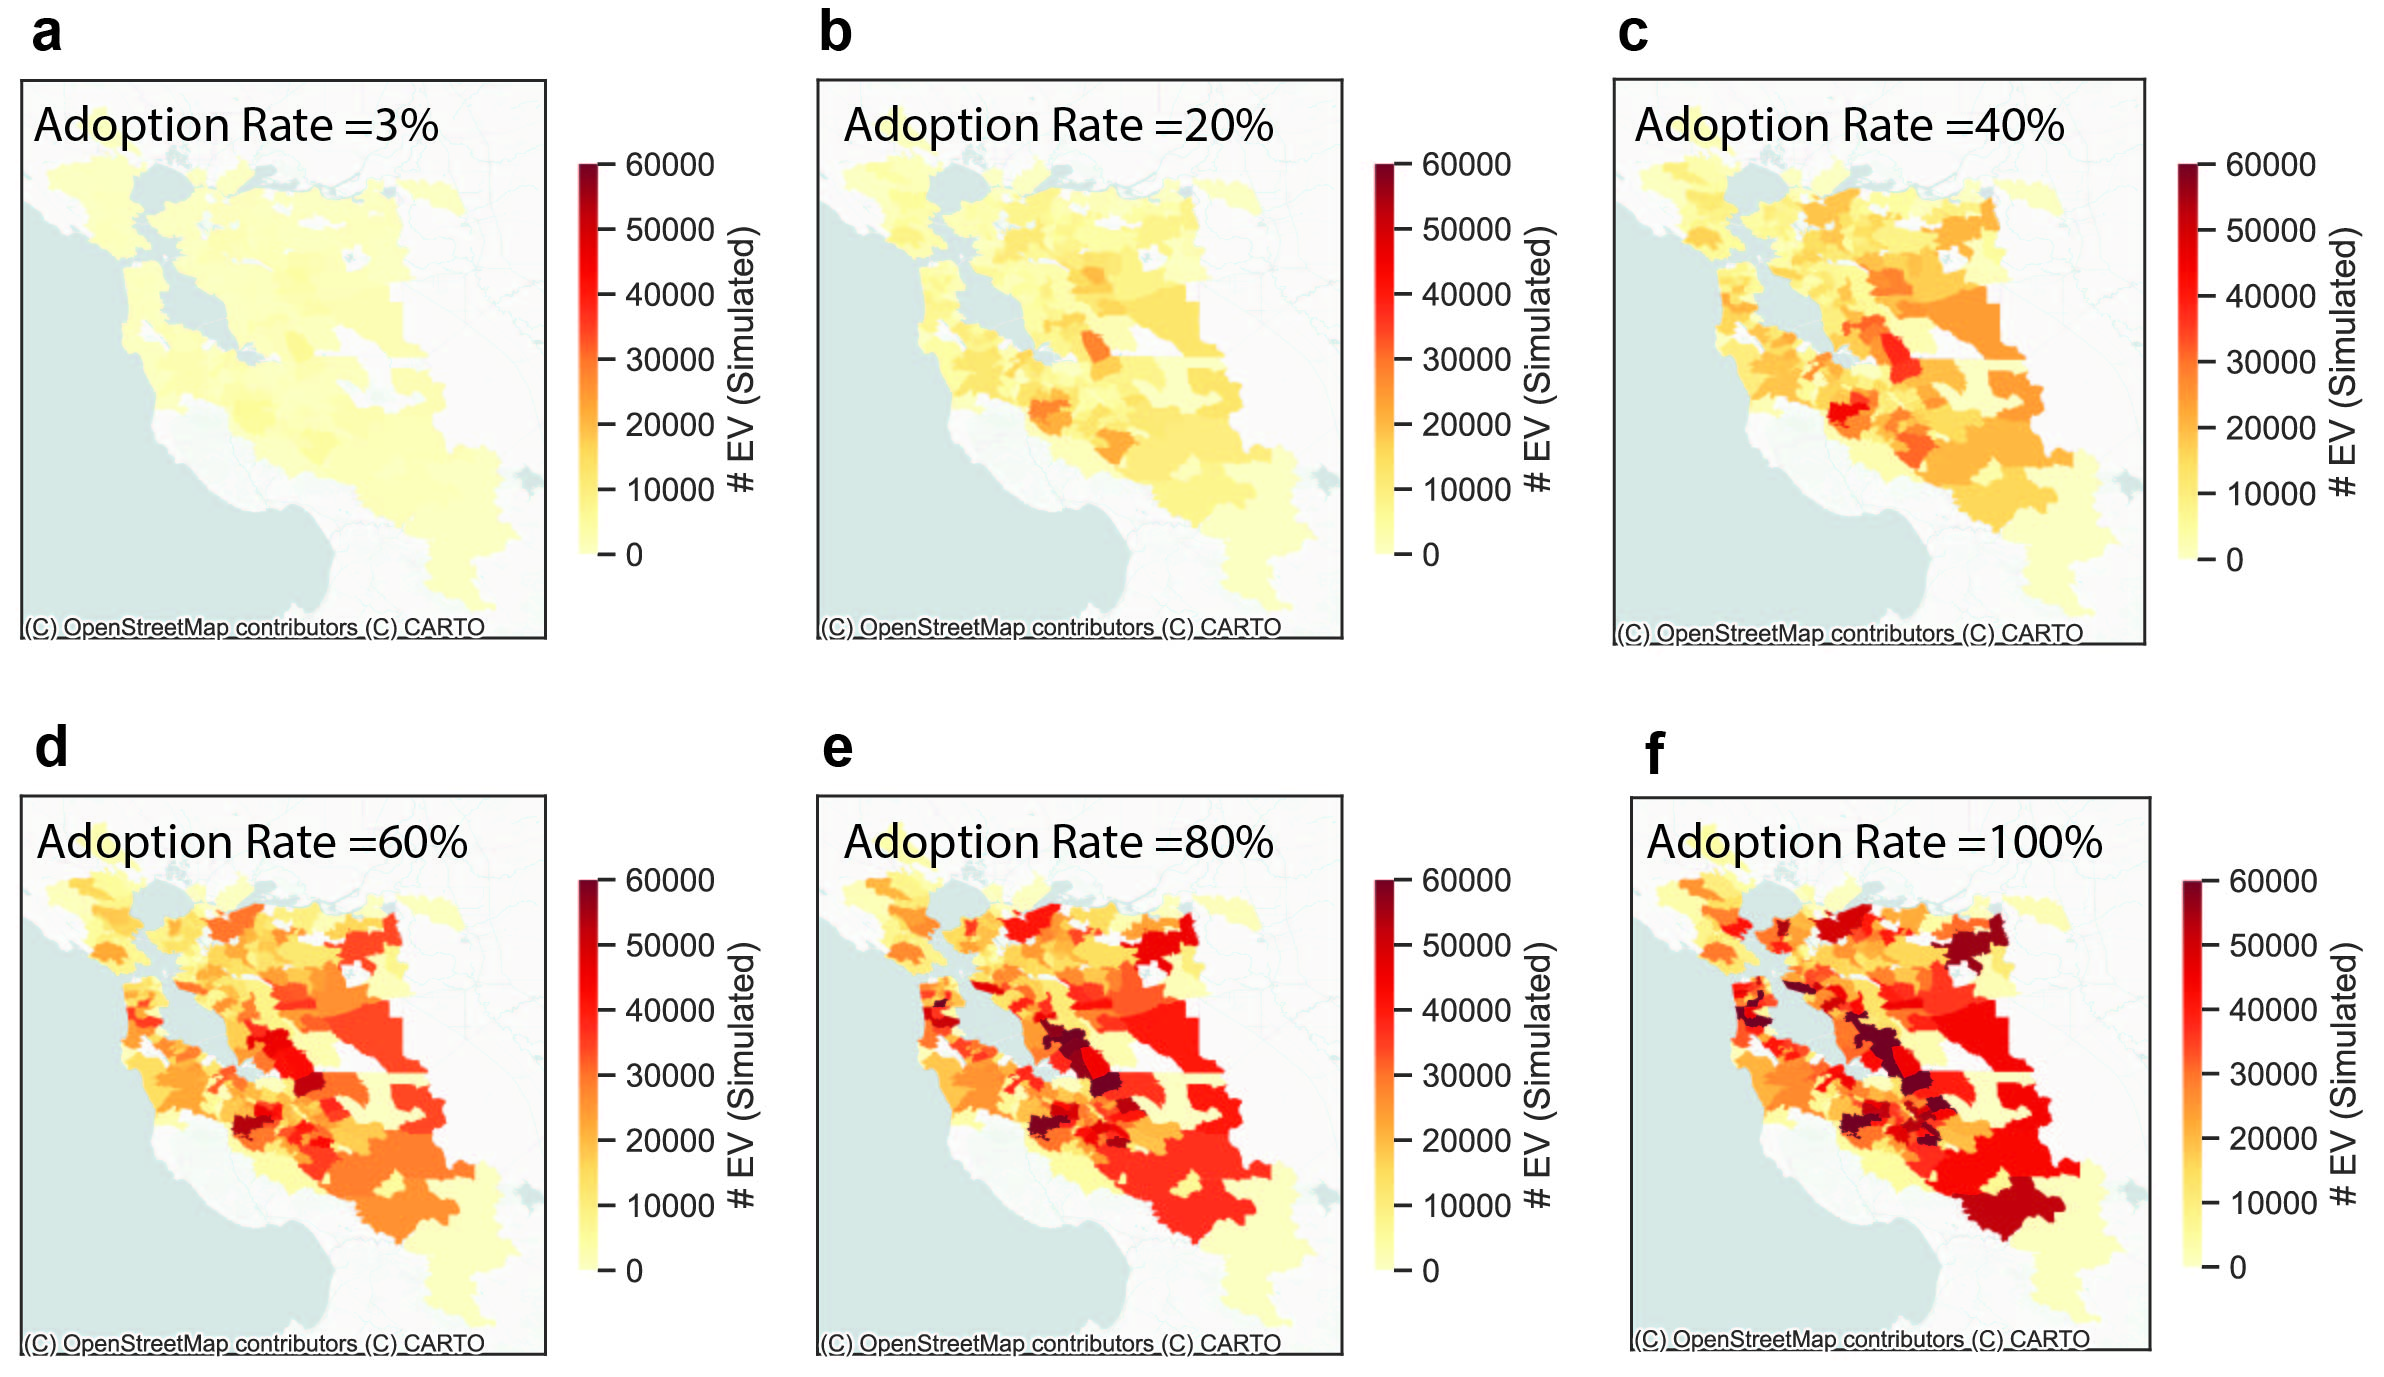 a
b
c
Adoption Rate =3%
60000
50000
40000
30000
20000
10000
0
# EV (Simulated)
(C) OpenStreetMap contributors (C) CARTO
Adoption Rate =20%
60000
50000
40000
30000
20000
10000
0
# EV (Simulated)
(C) OpenStreetMap contributors (C) CARTO
Adoption Rate =40%
60000
50000
40000
30000
20000
10000
0
# EV (Simulated)
(C) OpenStreetMap contributors (C) CARTO
d
e
f
Adoption Rate =60%
60000
50000
40000
30000
20000
10000
0
# EV (Simulated)
(C) OpenStreetMap contributors (C) CARTO
Adoption Rate =80%
60000
50000
40000
30000
20000
10000
0
# EV (Simulated)
(C) OpenStreetMap contributors (C) CARTO
Adoption Rate =100%
60000
50000
40000
30000
20000
10000
0
# EV (Simulated)
(C) OpenStreetMap contributors (C) CARTO